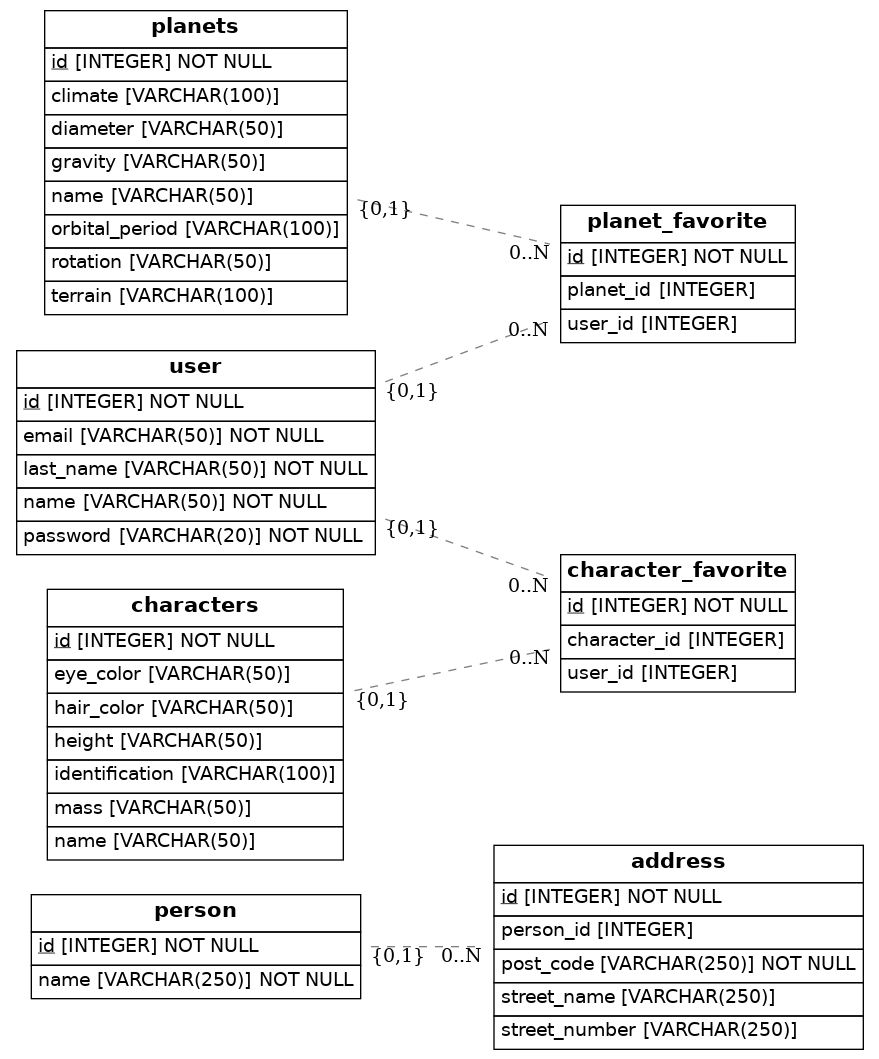 planets
id [INTEGER] NOT NULL
climate [VARCHAR(100)]
diameter [VARCHAR(50)]
gravity [VARCHAR(50)]
name [VARCHAR(50)]
orbital_period [VARCHAR(100)]
rotation [VARCHAR(50)]
terrain [VARCHAR(100)]
{0,1}
0..N
planet_favorite
id [INTEGER] NOT NULL
planet_id [INTEGER]
user_id [INTEGER]
0..N
{0,1}
user
id [INTEGER] NOT NULL
email [VARCHAR(50)] NOT NULL
last_name [VARCHAR(50)] NOT NULL
name [VARCHAR(50)] NOT NULL
password [VARCHAR(20)] NOT NULL
{0,1}
0..N
character_favorite
id [INTEGER] NOT NULL
character_id [INTEGER]
user_id [INTEGER]
0..N
{0,1}
characters
id [INTEGER] NOT NULL
eye_color [VARCHAR(50)]
hair_color [VARCHAR(50)]
height [VARCHAR(50)]
identification [VARCHAR(100)]
mass [VARCHAR(50)]
name [VARCHAR(50)]
person
id [INTEGER] NOT NULL
name [VARCHAR(250)] NOT NULL
{0,1}
0..N
address
id [INTEGER] NOT NULL
person_id [INTEGER]
post_code [VARCHAR(250)] NOT NULL
street_name [VARCHAR(250)]
street_number [VARCHAR(250)]